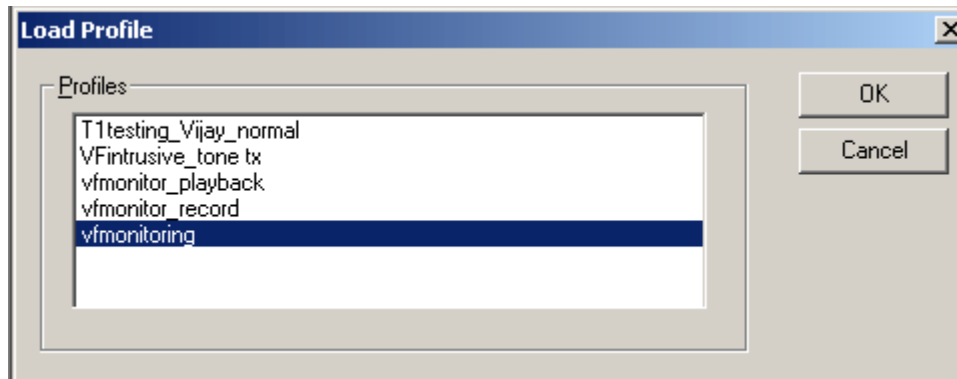 Load Profile
Profiles
OK
T1testing_Vijay_normal
VFintrusive_tone tx
Cancel
vfmonitor_playback
vfmonitor_record
vfmonitoring